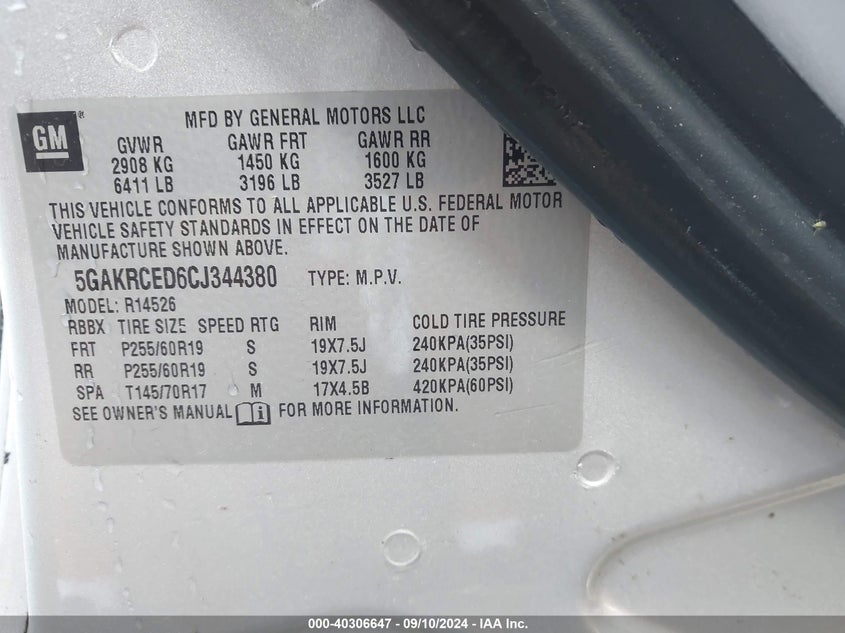 MFD BY GENERAL MOTORS LLC
GM®
GVWR GAWR FRT GAWR RR
2908 KG 1450 KG 1600 KG
6411 LB 3196 LB 3527 LB
THIS VEHICLE CONFORMS TO ALL APPLICABLE U.S. FEDERAL MOTOR
VEHICLE SAFETY STANDARDS IN EFFECT ON THE DATE OF
MANUFACTURE SHOWN ABOVE.
5GAKRCED6CJ344380 TYPE: M.P.V.
MODEL: R14526
RBBX TIRE SIZE SPEED RTG RIM COLD TIRE PRESSURE
FRT P255/60R19 S 19X7.5J 240KPA(35PSI)
RR P255/60R19 S 19X7.5J 240KPA(35PSI)
SPA T145/70R17 M 17X4.5B 420KPA(60PSI)
SEE OWNER'S MANUAL i FOR MORE INFORMATION.
000-40306647 - 09/10/2024 - IAA Inc.